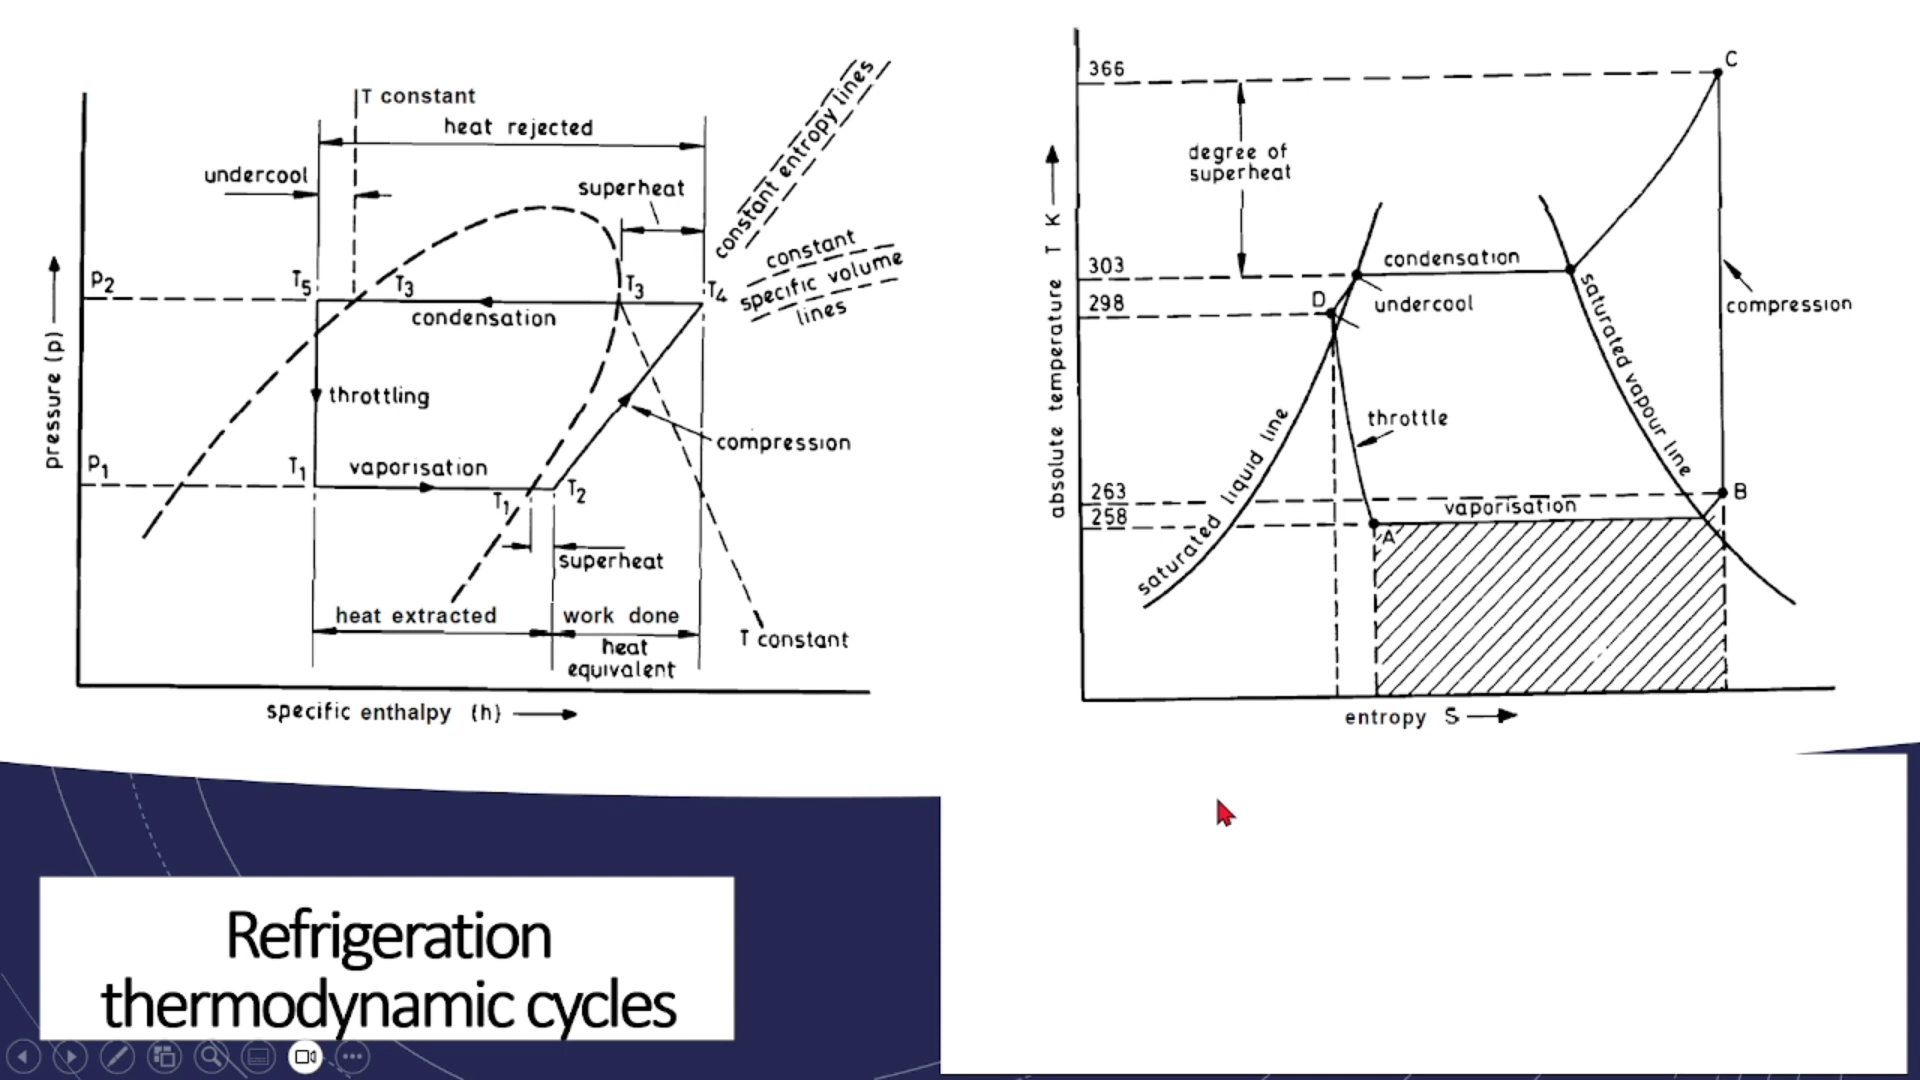 T constant
heat rejected
undercool
superheat
constant entropy lines
constant
specific volume
lines
P2
T5
T3
T3
T4
condensation
pressure (p)
throttling
compression
P1
T1
vaporisation
T1
T2
superheat
heat extracted
work done
heat
equivalent
T constant
specific enthalpy (h)
366
C
degree of
superheat
absolute temperature T K
303
condensation
298
D
undercool
compression
saturated vapour line
throttle
saturated liquid line
263
B
vaporisation
258
A
entropy S
Refrigeration
thermodynamic cycles